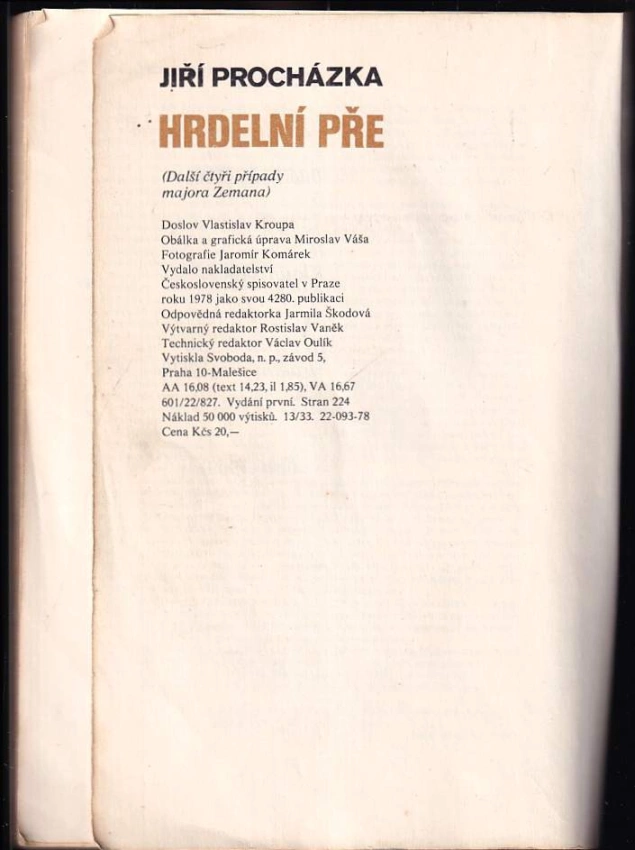 JIŘÍ PROCHÁZKA
HRDELNÍ PŘE
(Další čtyři případy
majora Zemana)
Doslov Vlastislav Kroupa
Obálka a grafická úprava Miroslav Váša
Fotografie Jaromír Komárek
Vydalo nakladatelství
Československý spisovatel v Praze
roku 1978 jako svou 4280. publikaci
Odpovědná redaktorka Jarmila Škodová
Výtvarný redaktor Rostislav Vaněk
Technický redaktor Václav Oulík
Vytiskla Svoboda, n. p., závod 5,
Praha 10-Malešice
AA 16,08 (text 14,23, il 1,85), VA 16,67
601/22/827. Vydání první. Stran 224
Náklad 50 000 výtisků. 13/33. 22-093-78
Cena Kčs 20,—